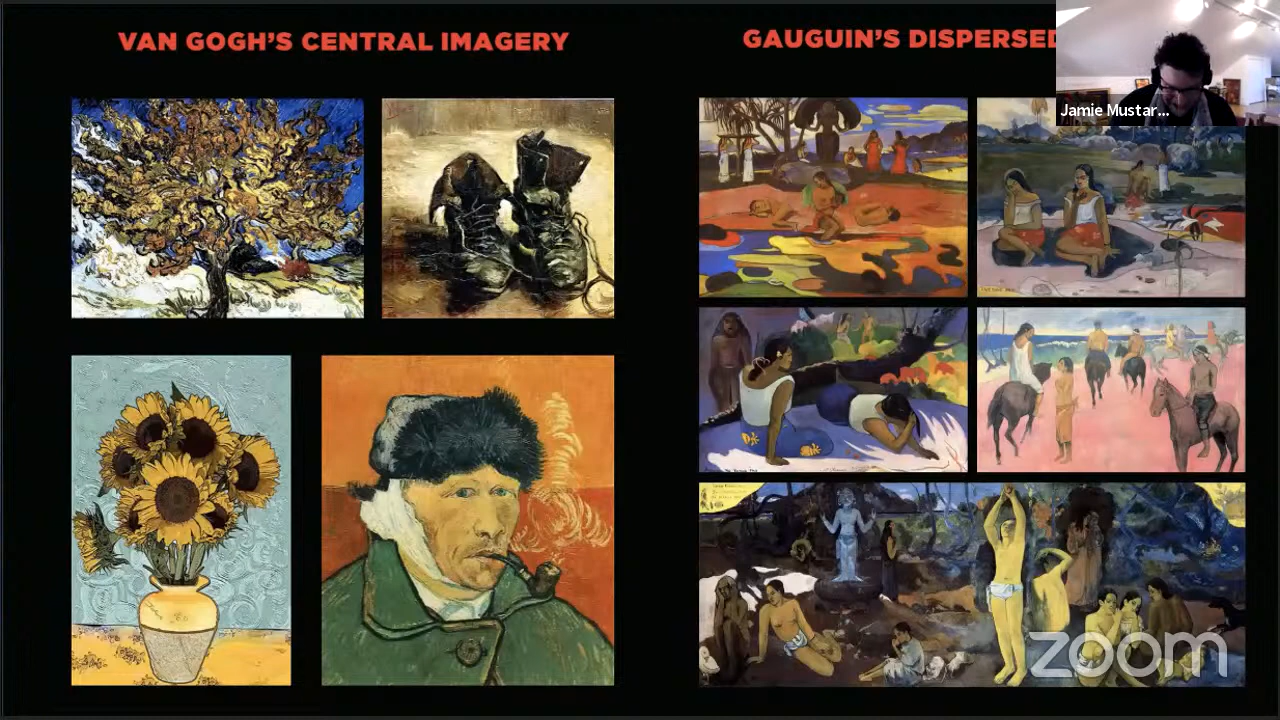 VAN GOGH'S CENTRAL IMAGERY
GAUGUIN'S DISPERSED
Jamie Mustar...
zoom